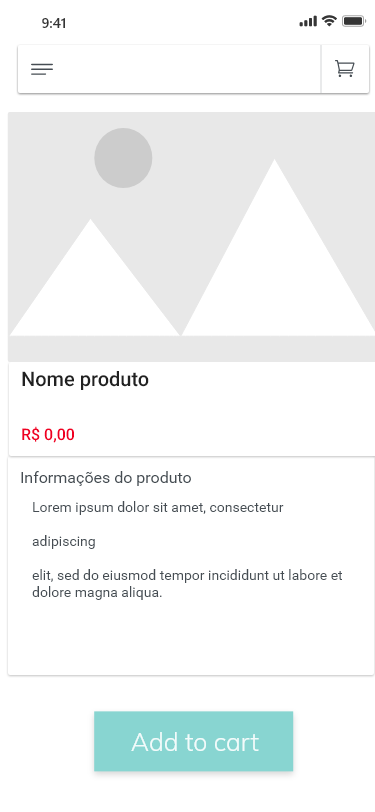 9:41
Nome produto
R$ 0,00
Informações do produto
Lorem ipsum dolor sit amet, consectetur
adipiscing
elit, sed do eiusmod tempor incididunt ut labore et
dolore magna aliqua.
Add to cart